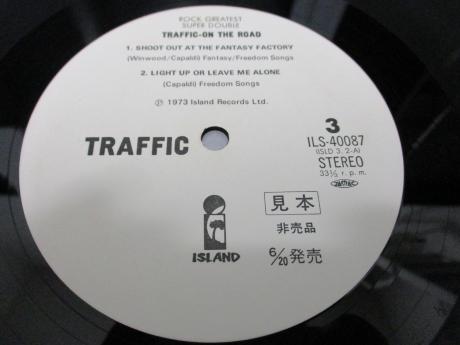 ROCK GREATEST
SUPER DOUBLE
TRAFFIC-ON THE ROAD
1. SHOOT OUT AT THE FANTASY FACTORY
(Winwood/Capaldi) Fantasy/Freedom Songs
2. LIGHT UP OR LEAVE ME ALONE
(Capaldi) Freedom Songs
℗ 1973 Island Records Ltd.
TRAFFIC
3
ILS-40087
(ISLD 3. 2-A)
STEREO
33⅓ r. p. m.
ISLAND
見本
非売品
6/20発売